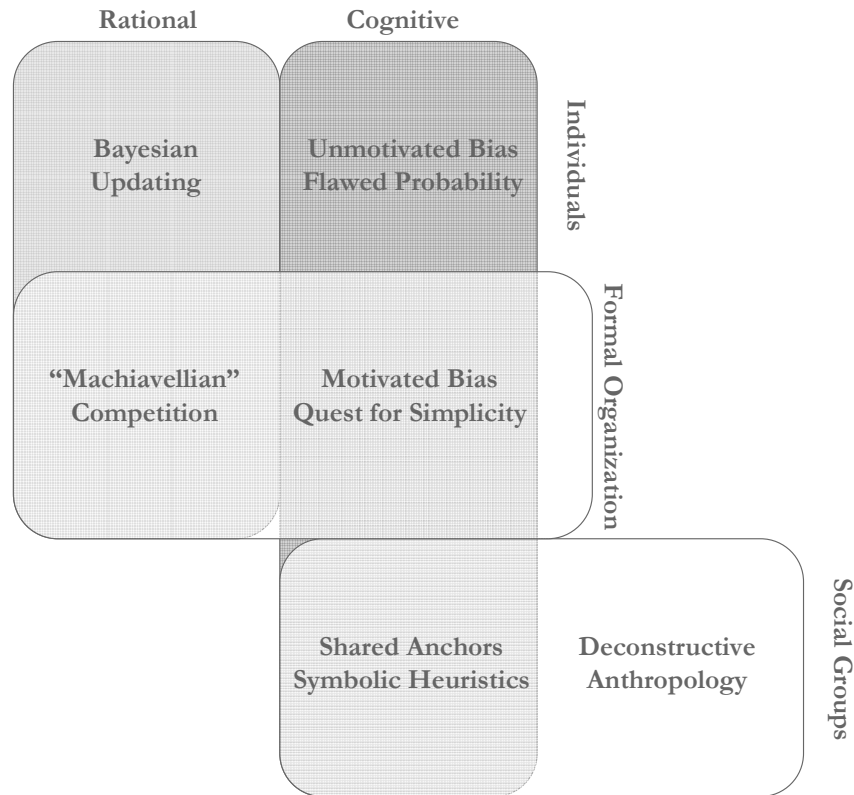 Rational
Cognitive
Individuals
Bayesian
Updating
Unmotivated Bias
Flawed Probability
Formal Organization
“Machiavellian”
Competition
Motivated Bias
Quest for Simplicity
Social Groups
Shared Anchors
Symbolic Heuristics
Deconstructive
Anthropology